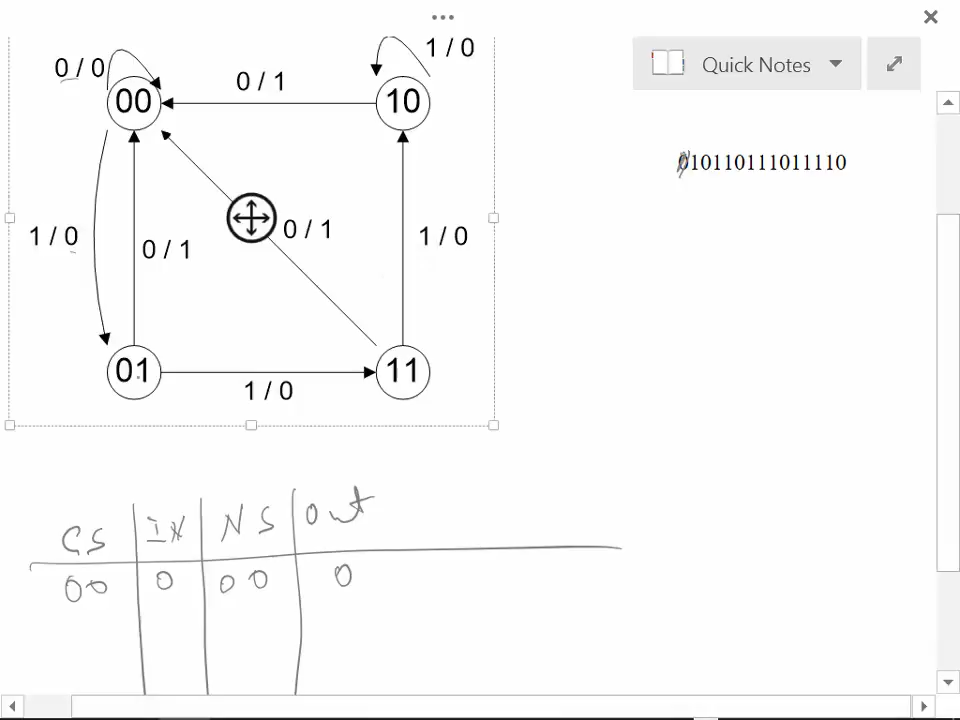 1 / 0
0 / 0
0 / 1
Quick Notes
00
10
010110111011110
1 / 0
0 / 1
0 / 1
1 / 0
01
11
1 / 0
CS IN NS Out
00 0 00 0